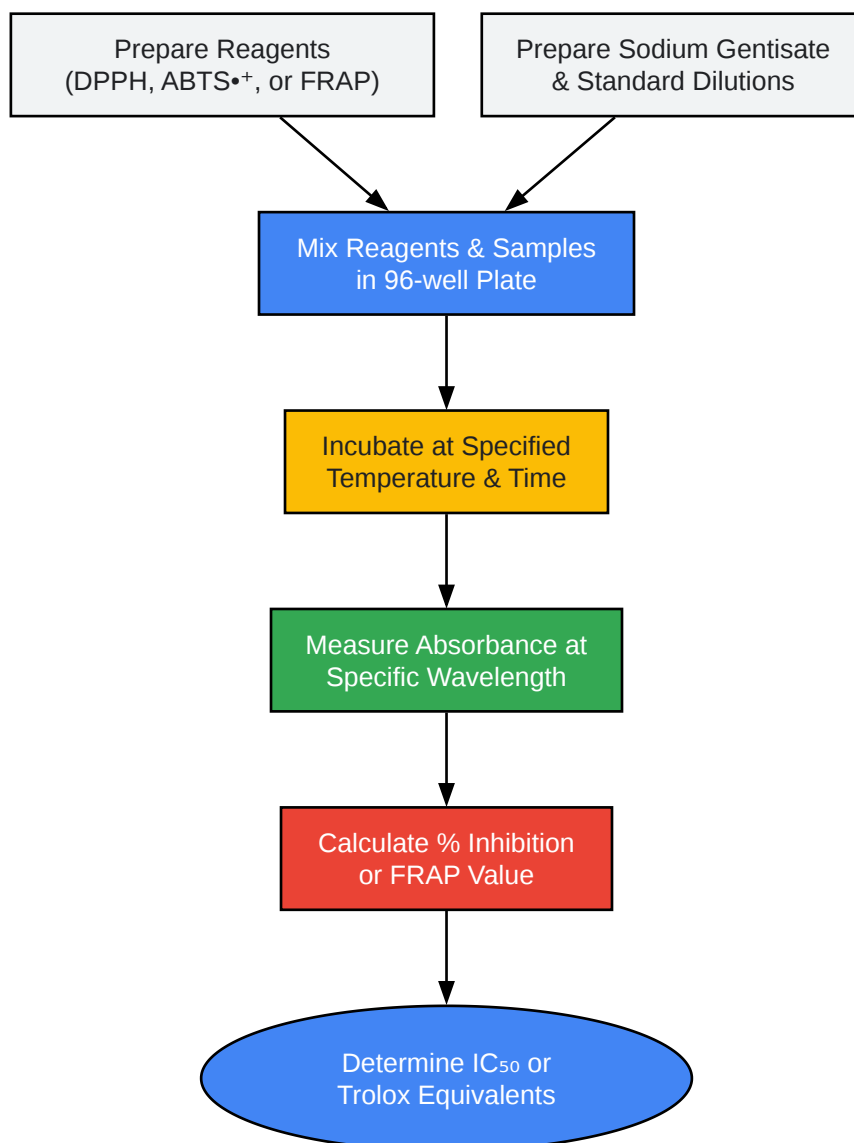 Prepare Reagents
(DPPH, ABTS•⁺, or FRAP)
Prepare Sodium Gentisate
& Standard Dilutions
Mix Reagents & Samples
in 96-well Plate
Incubate at Specified
Temperature & Time
Measure Absorbance at
Specific Wavelength
Calculate % Inhibition
or FRAP Value
Determine IC₅₀ or
Trolox Equivalents